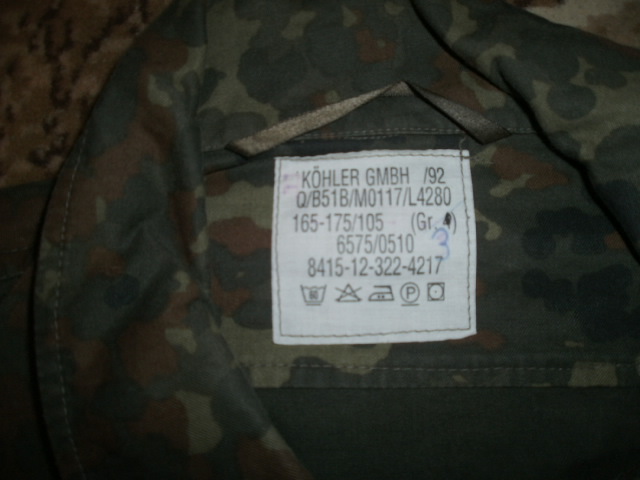 KÖHLER GMBH /92
Q/B51B/M0117/L4280
165-175/105 (Gr. )
3
6575/0510
8415-12-322-4217
P